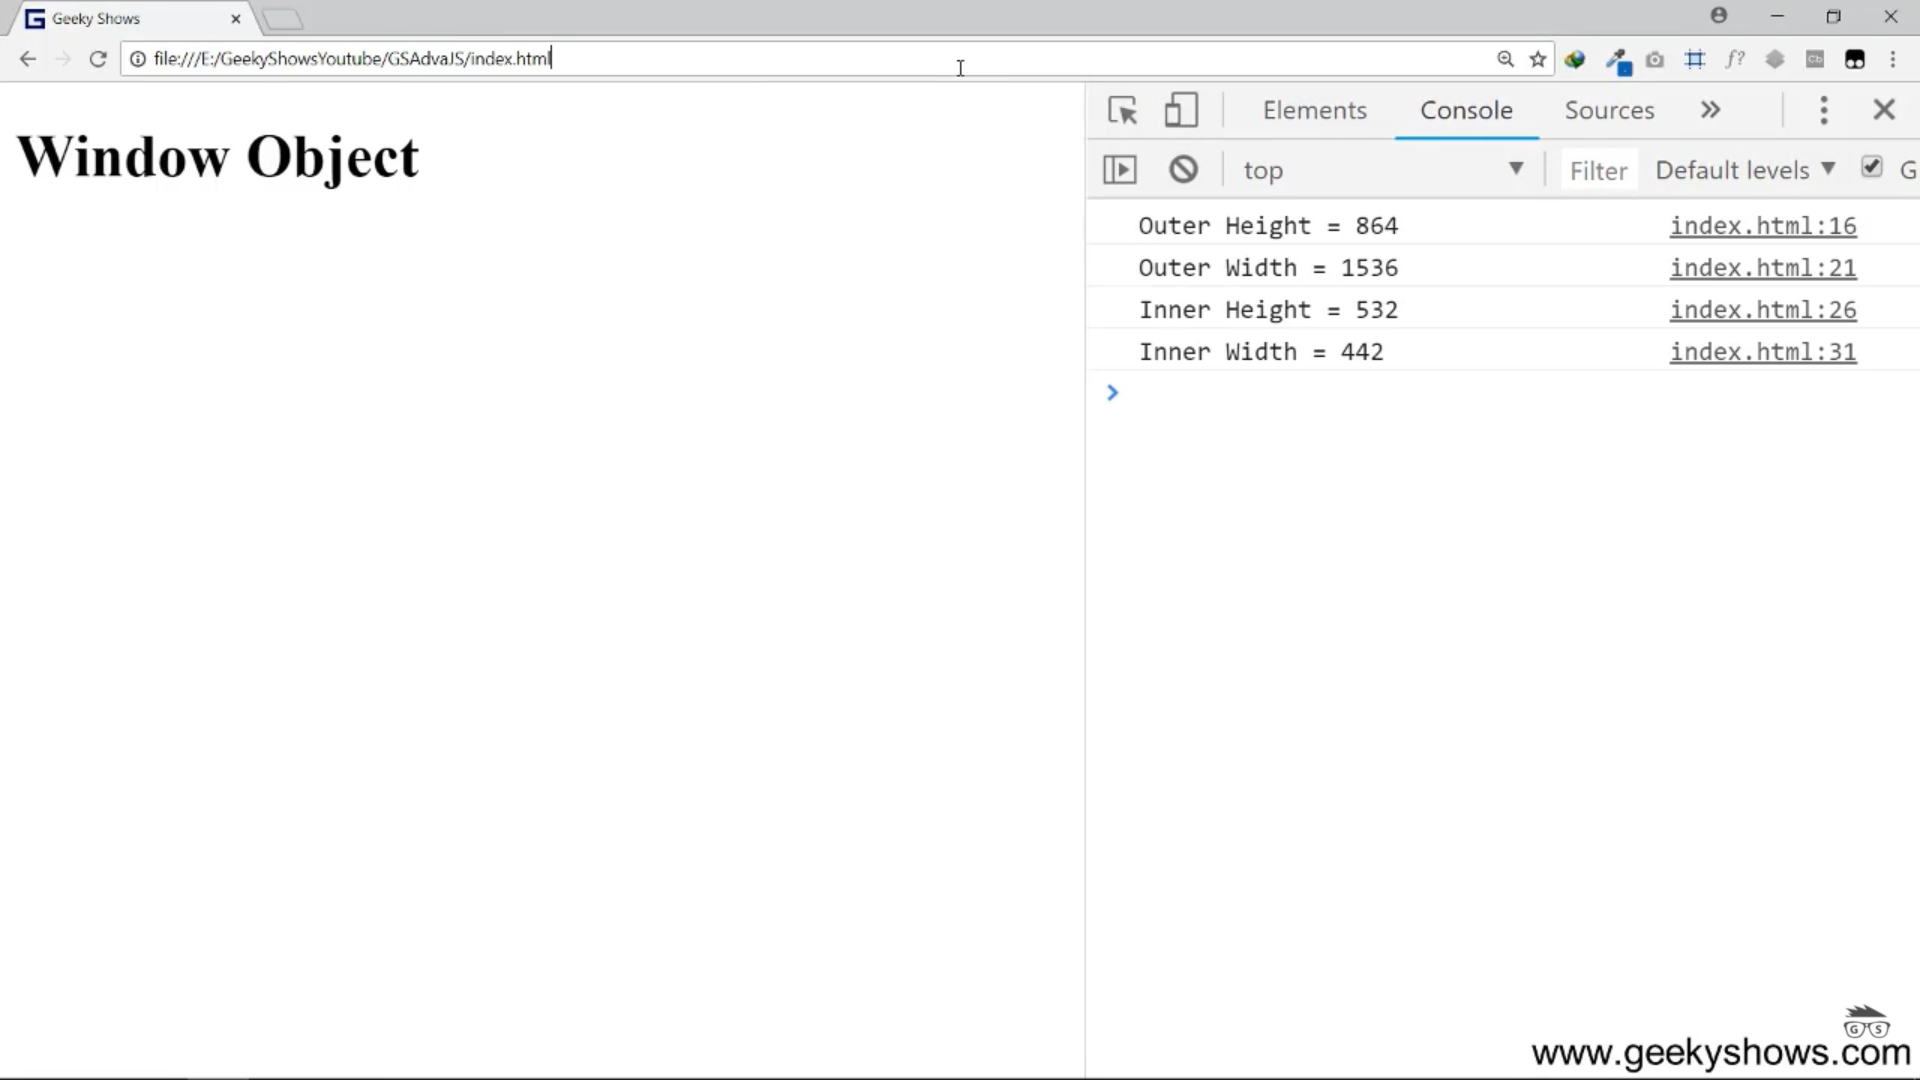 Geeky Shows
file:///E:/GeekyShowsYoutube/GSAdvaJS/index.html
Window Object
Elements Console Sources
top Filter Default levels G
Outer Height = 864 index.html:16
Outer Width = 1536 index.html:21
Inner Height = 532 index.html:26
Inner Width = 442 index.html:31
G S
www.geekyshows.com